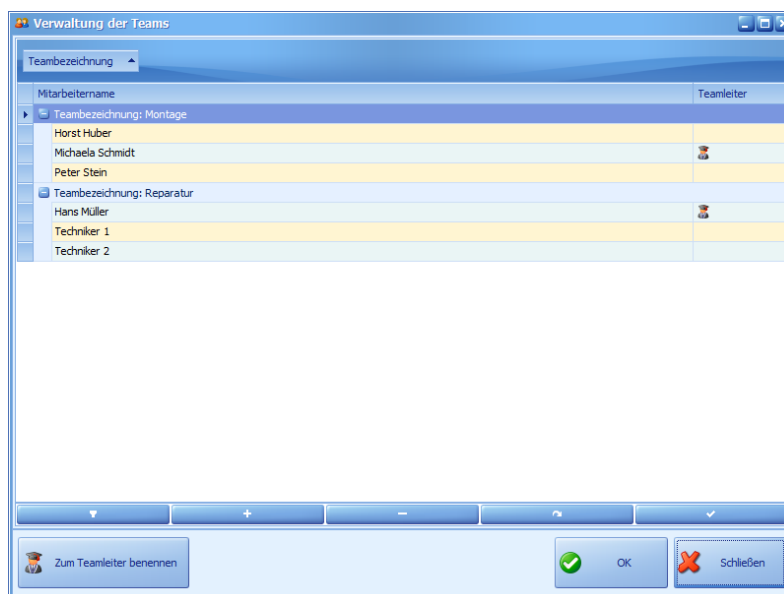 Verwaltung der Teams
Teambezeichnung
Mitarbeitername Teamleiter
Teambezeichnung: Montage
Horst Huber
Michaela Schmidt
Peter Stein
Teambezeichnung: Reparatur
Hans Müller
Techniker 1
Techniker 2
Zum Teamleiter benennen OK Schließen